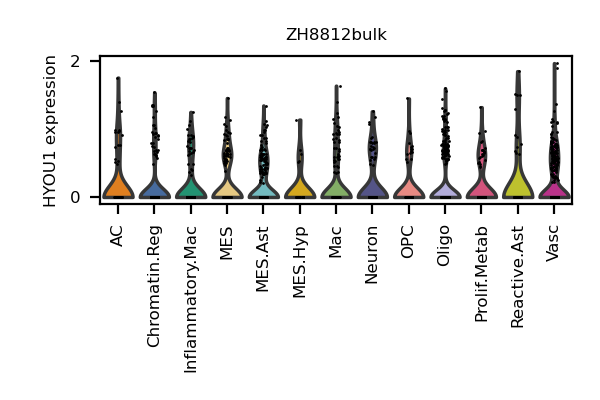 ZH8812bulk
HYOU1 expression
2
0
AC
Chromatin.Reg
Inflammatory.Mac
MES
MES.Ast
MES.Hyp
Mac
Neuron
OPC
Oligo
Prolif.Metab
Reactive.Ast
Vasc